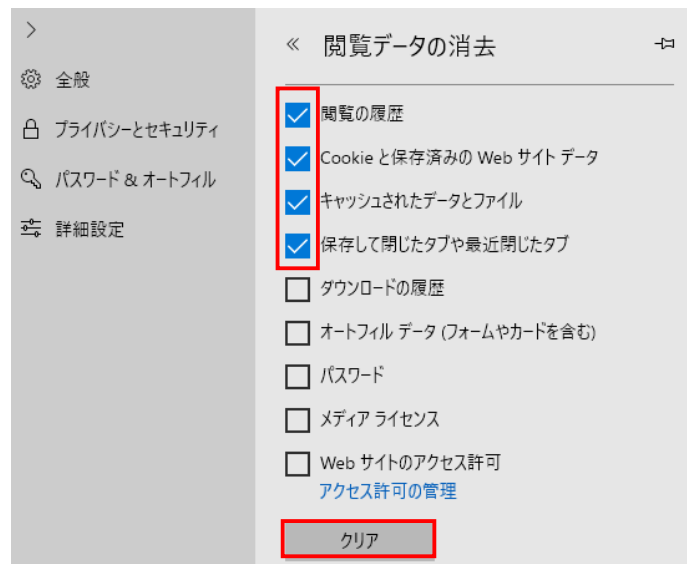 全般
プライバシーとセキュリティ
パスワード & オートフィル
詳細設定
« 閲覧データの消去
閲覧の履歴
Cookie と保存済みの Web サイト データ
キャッシュされたデータとファイル
保存して閉じたタブや最近閉じたタブ
ダウンロードの履歴
オートフィル データ (フォームやカードを含む)
パスワード
メディア ライセンス
Web サイトのアクセス許可
アクセス許可の管理
クリア